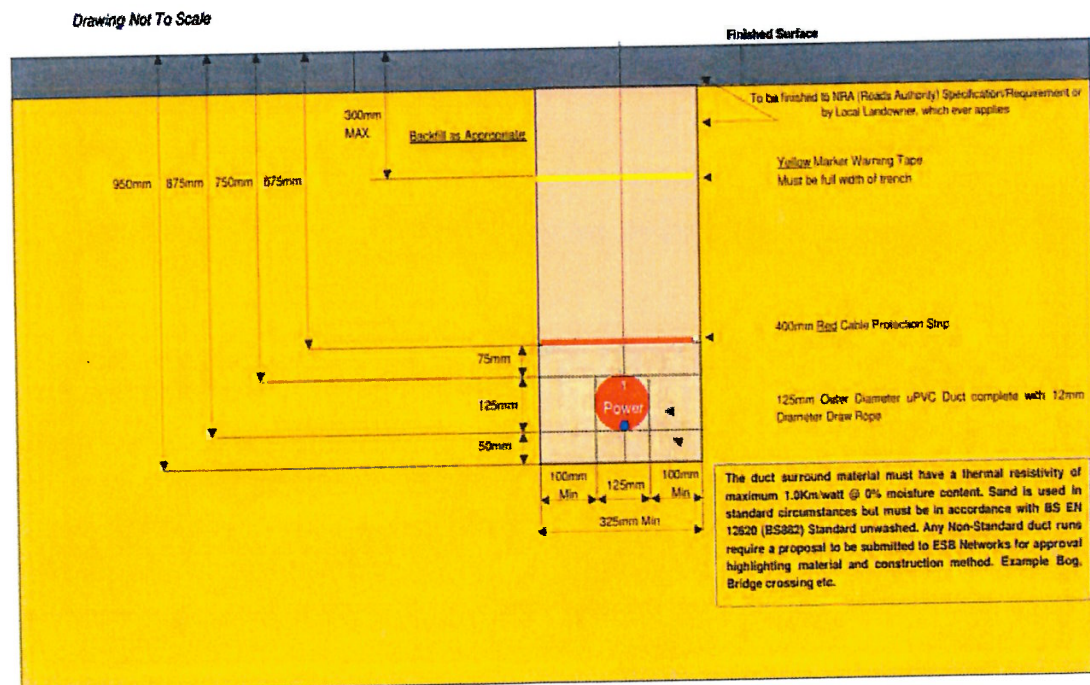 Drawing Not To Scale
Finished Surface
To be finished to NRA (Roads Authority) Specification/Requirement or
by Local Landowner, which ever applies
300mm
MAX
Backfill as Appropriate
Yellow Marker Warning Tape
Must be full width of trench
950mm 875mm 750mm 675mm
400mm Red Cable Protection Strip
75mm
1
Power
125mm
125mm Outer Diameter uPVC Duct complete with 12mm
Diameter Draw Rope
50mm
100mm
Min
125mm
100mm
Min
325mm Min
The duct surround material must have a thermal resistivity of
maximum 1.0Km/watt @ 0% moisture content. Sand is used in
standard circumstances but must be in accordance with BS EN
12620 (BS882) Standard unwashed. Any Non-Standard duct runs
require a proposal to be submitted to ESB Networks for approval
highlighting material and construction method. Example Bog,
Bridge crossing etc.